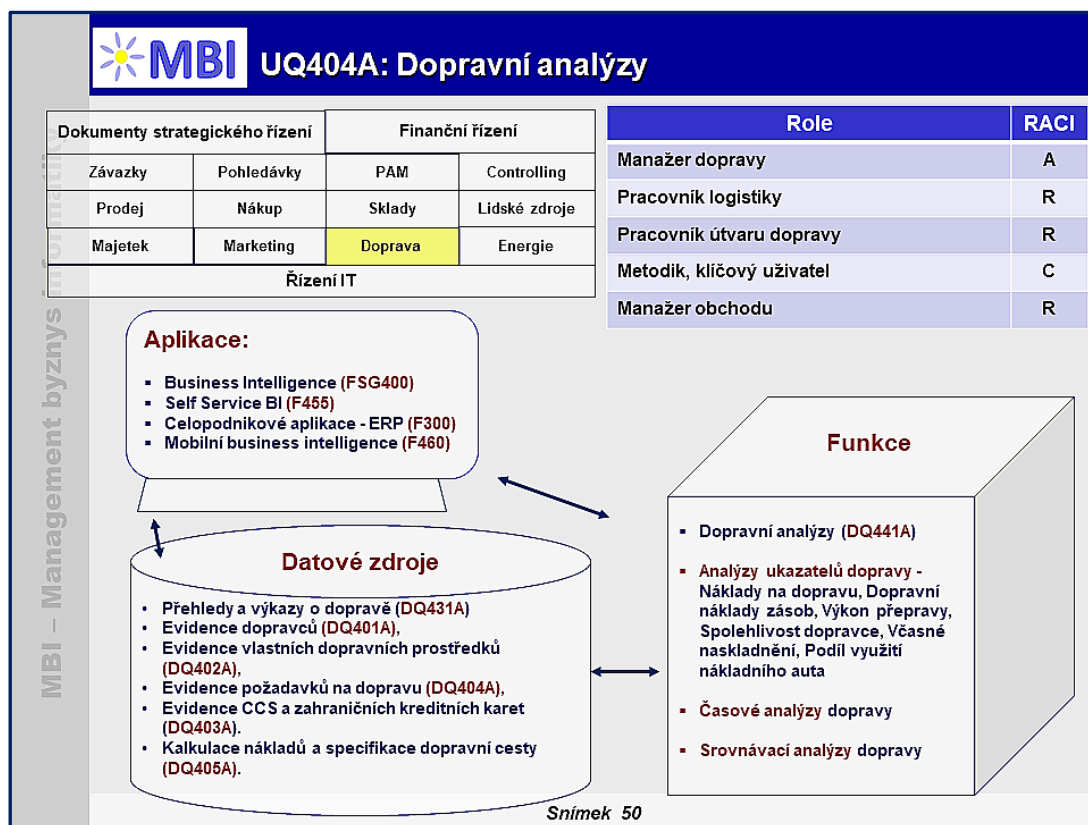 MBI
UQ404A: Dopravní analýzy
MBI – Management byznys informatiky
Dokumenty strategického řízení
Finanční řízení
Závazky
Pohledávky
PAM
Controlling
Prodej
Nákup
Sklady
Lidské zdroje
Majetek
Marketing
Doprava
Energie
Řízení IT
Role
RACI
Manažer dopravy
A
Pracovník logistiky
R
Pracovník útvaru dopravy
R
Metodik, klíčový uživatel
C
Manažer obchodu
R
Aplikace:
▪ Business Intelligence (FSG400)
▪ Self Service BI (F455)
▪ Celopodnikové aplikace - ERP (F300)
▪ Mobilní business intelligence (F460)
Datové zdroje
• Přehledy a výkazy o dopravě (DQ431A)
• Evidence dopravců (DQ401A),
• Evidence vlastních dopravních prostředků
(DQ402A),
• Evidence požadavků na dopravu (DQ404A),
• Evidence CCS a zahraničních kreditních karet
(DQ403A).
• Kalkulace nákladů a specifikace dopravní cesty
(DQ405A).
Funkce
▪ Dopravní analýzy (DQ441A)
▪ Analýzy ukazatelů dopravy -
Náklady na dopravu, Dopravní
náklady zásob, Výkon přepravy,
Spolehlivost dopravce, Včasné
naskladnění, Podíl využití
nákladního auta
▪ Časové analýzy dopravy
▪ Srovnávací analýzy dopravy
Snímek 50